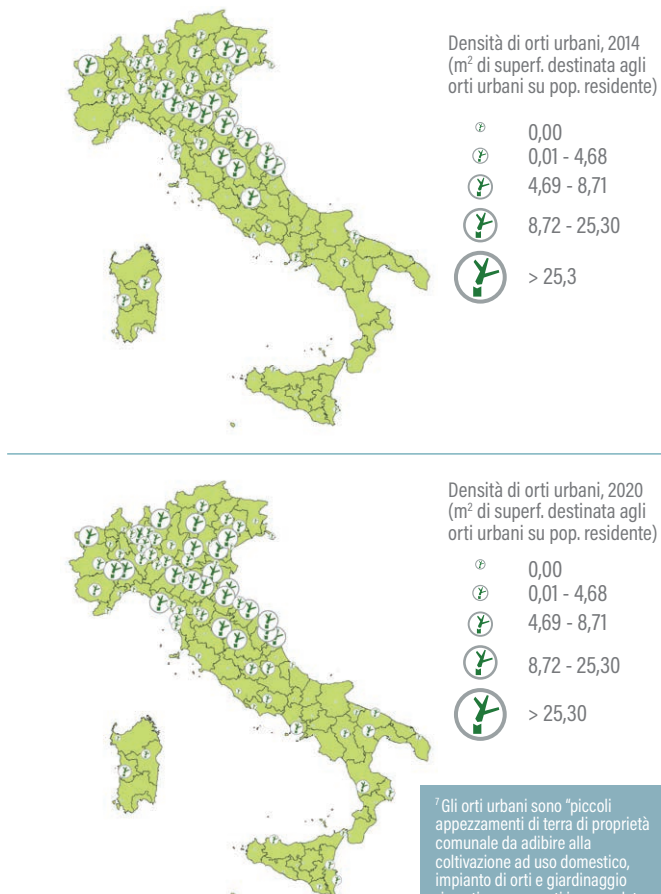 Densità di orti urbani, 2014
(m² di superf. destinata agli
orti urbani su pop. residente)
0,00
0,01 - 4,68
4,69 - 8,71
8,72 - 25,30
> 25,3
Densità di orti urbani, 2020
(m² di superf. destinata agli
orti urbani su pop. residente)
0,00
0,01 - 4,68
4,69 - 8,71
8,72 - 25,30
> 25,30
⁷ Gli orti urbani sono “piccoli
appezzamenti di terra di proprietà
comunale da adibire alla
coltivazione ad uso domestico,
impianto di orti e giardinaggio